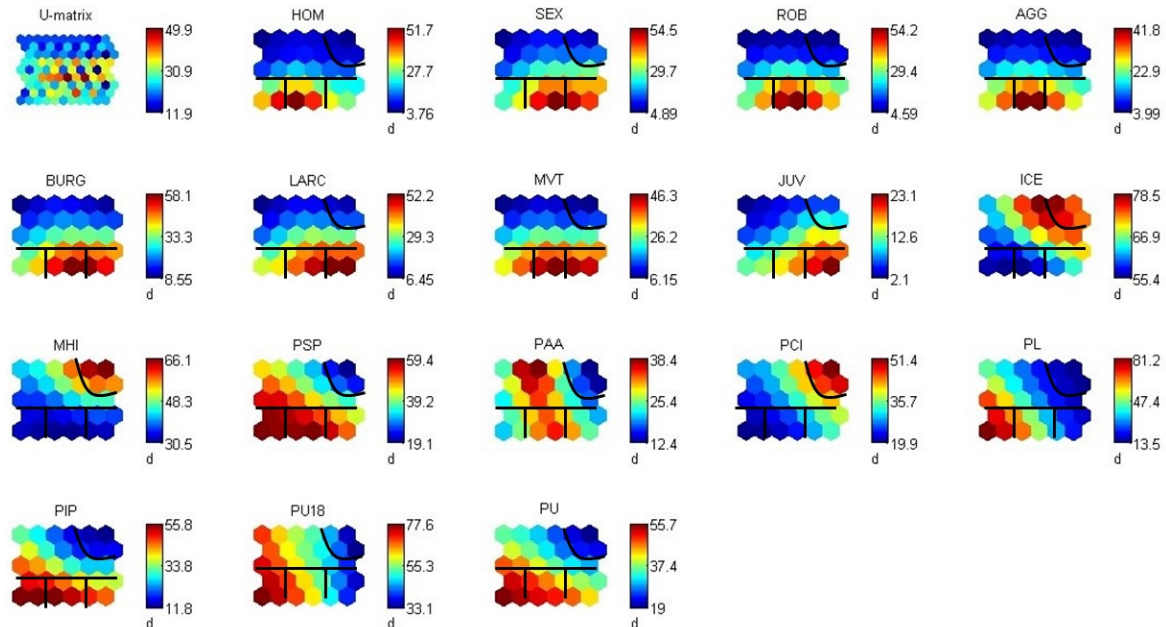 U-matrix HOM SEX ROB AGG
49.9 51.7 54.5 54.2 41.8
30.9 27.7 29.7 29.4 22.9
11.9 3.76 4.89 4.59 3.99
d d d d
BURG LARC MVT JUV ICE
58.1 52.2 46.3 23.1 78.5
33.3 29.3 26.2 12.6 66.9
8.55 6.45 6.15 2.1 55.4
d d d d d
MHI PSP PAA PCI PL
66.1 59.4 38.4 51.4 81.2
48.3 39.2 25.4 35.7 47.4
30.5 19.1 12.4 19.9 13.5
d d d d d
PIP PU18 PU
55.8 77.6 55.7
33.8 55.3 37.4
11.8 33.1 19
d d d